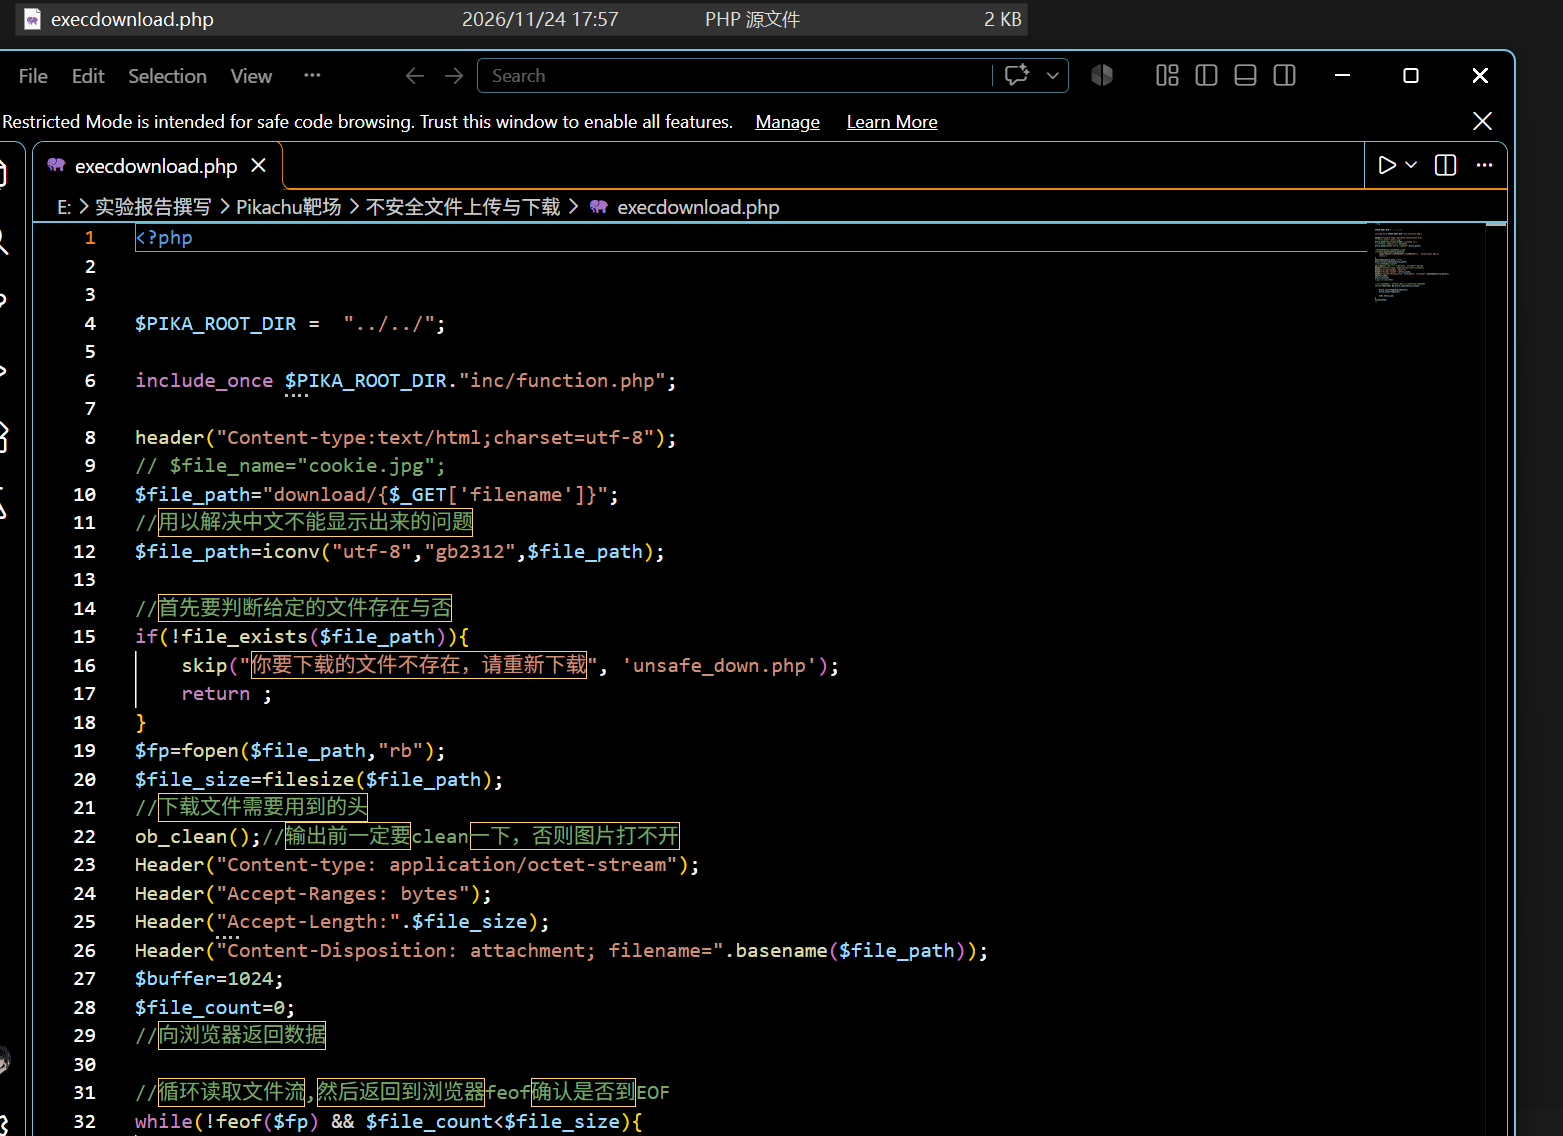 execdownload.php 2026/11/24 17:57 PHP 源文件 2 KB
File Edit Selection View ··· Search
Restricted Mode is intended for safe code browsing. Trust this window to enable all features. Manage Learn More
execdownload.php
E: > 实验报告撰写 > Pikachu靶场 > 不安全文件上传与下载 > execdownload.php
1 <?php
2
3
4 $PIKA_ROOT_DIR =  "../../";
5
6 include_once $PIKA_ROOT_DIR."inc/function.php";
7
8 header("Content-type:text/html;charset=utf-8");
9 // $file_name="cookie.jpg";
10 $file_path="download/{$_GET['filename']}";
11 //用以解决中文不能显示出来的问题
12 $file_path=iconv("utf-8","gb2312",$file_path);
13
14 //首先要判断给定的文件存在与否
15 if(!file_exists($file_path)){
16     skip("你要下载的文件不存在，请重新下载", 'unsafe_down.php');
17     return ;
18 }
19 $fp=fopen($file_path,"rb");
20 $file_size=filesize($file_path);
21 //下载文件需要用到的头
22 ob_clean();//输出前一定要clean一下，否则图片打不开
23 Header("Content-type: application/octet-stream");
24 Header("Accept-Ranges: bytes");
25 Header("Accept-Length:".$file_size);
26 Header("Content-Disposition: attachment; filename=".basename($file_path));
27 $buffer=1024;
28 $file_count=0;
29 //向浏览器返回数据
30
31 //循环读取文件流,然后返回到浏览器feof确认是否到EOF
32 while(!feof($fp) && $file_count<$file_size){